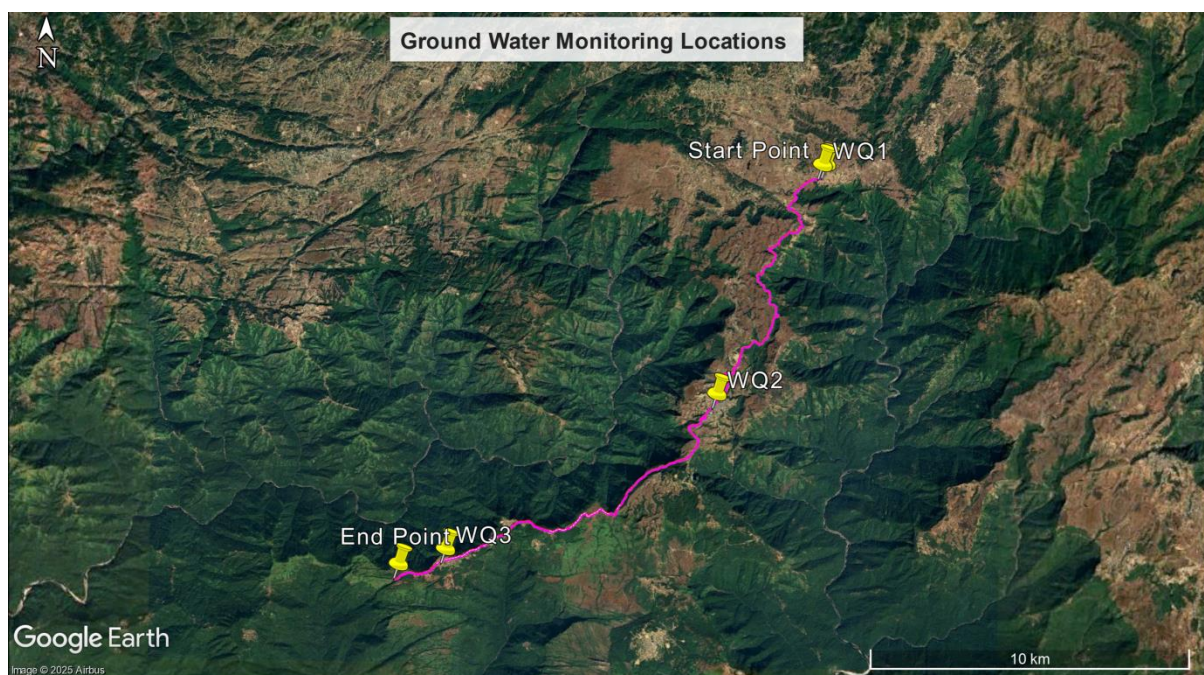 Ground Water Monitoring Locations
N
Start Point
WQ1
WQ2
End Point
WQ3
Google Earth
10 km
Image © 2025 Airbus